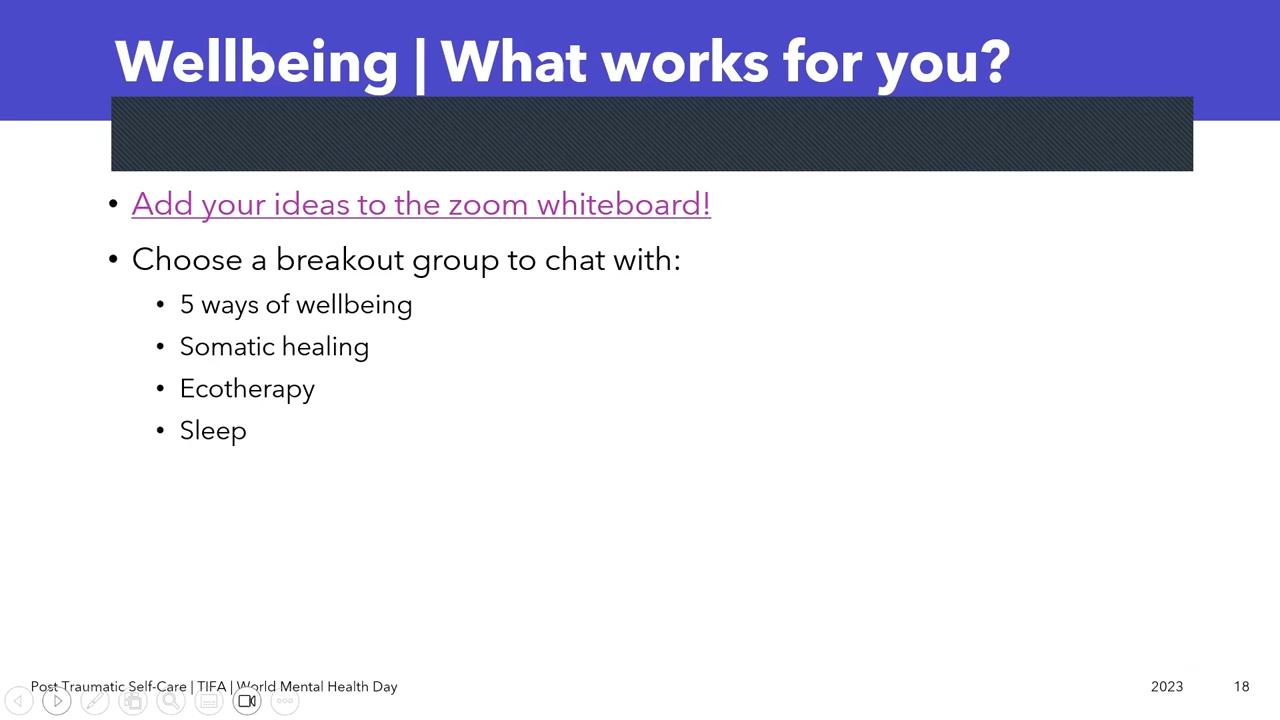 Wellbeing | What works for you?
• Add your ideas to the zoom whiteboard!
• Choose a breakout group to chat with:
• 5 ways of wellbeing
• Somatic healing
• Ecotherapy
• Sleep
Post Traumatic Self-Care | TIFA | World Mental Health Day
2023
18